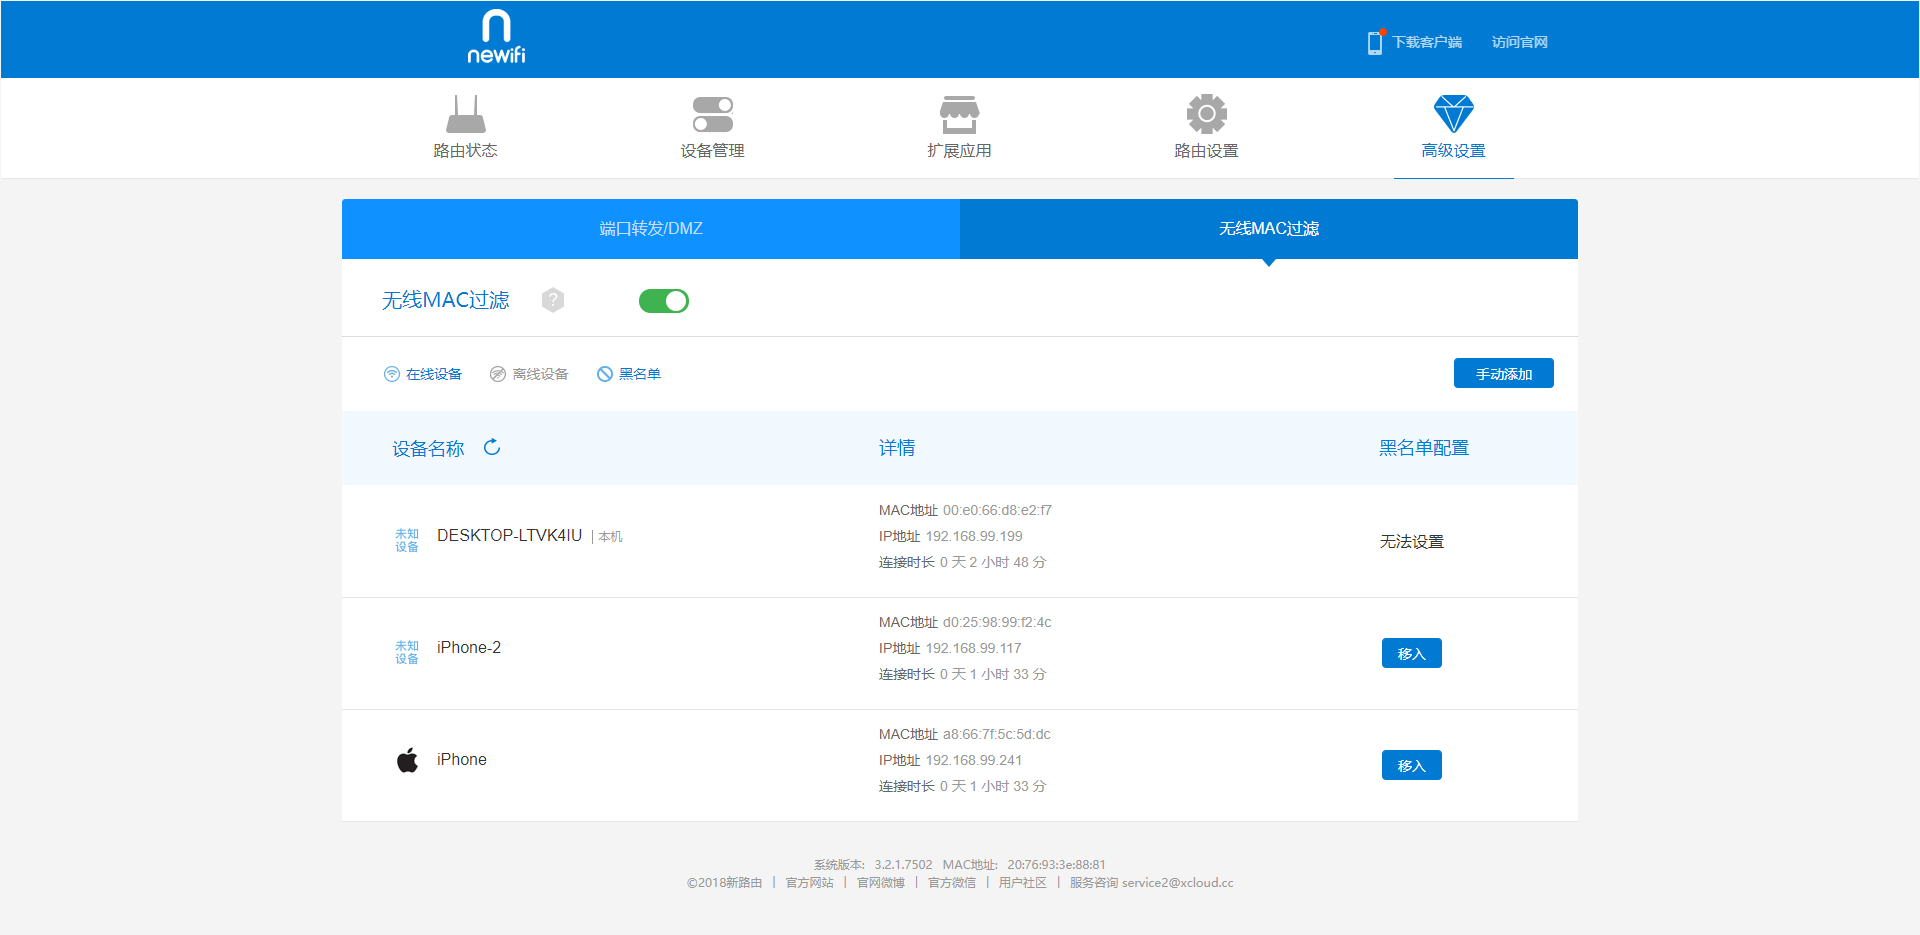 newifi
下载客户端 访问官网
路由状态 设备管理 扩展应用 路由设置 高级设置
端口转发/DMZ 无线MAC过滤
无线MAC过滤 ?
在线设备 离线设备 黑名单 手动添加
设备名称 详情 黑名单配置
未知设备 DESKTOP-LTVK4IU | 本机
MAC地址 00:e0:66:d8:e2:f7
IP地址 192.168.99.199
连接时长 0 天 2 小时 48 分
无法设置
未知设备 iPhone-2
MAC地址 d0:25:98:99:f2:4c
IP地址 192.168.99.117
连接时长 0 天 1 小时 33 分
移入
iPhone
MAC地址 a8:66:7f:5c:5d:dc
IP地址 192.168.99.241
连接时长 0 天 1 小时 33 分
移入
系统版本: 3.2.1.7502 MAC地址: 20:76:93:3e:88:81
©2018新路由 | 官方网站 | 官网微博 | 官方微信 | 用户社区 | 服务咨询 service2@xcloud.cc